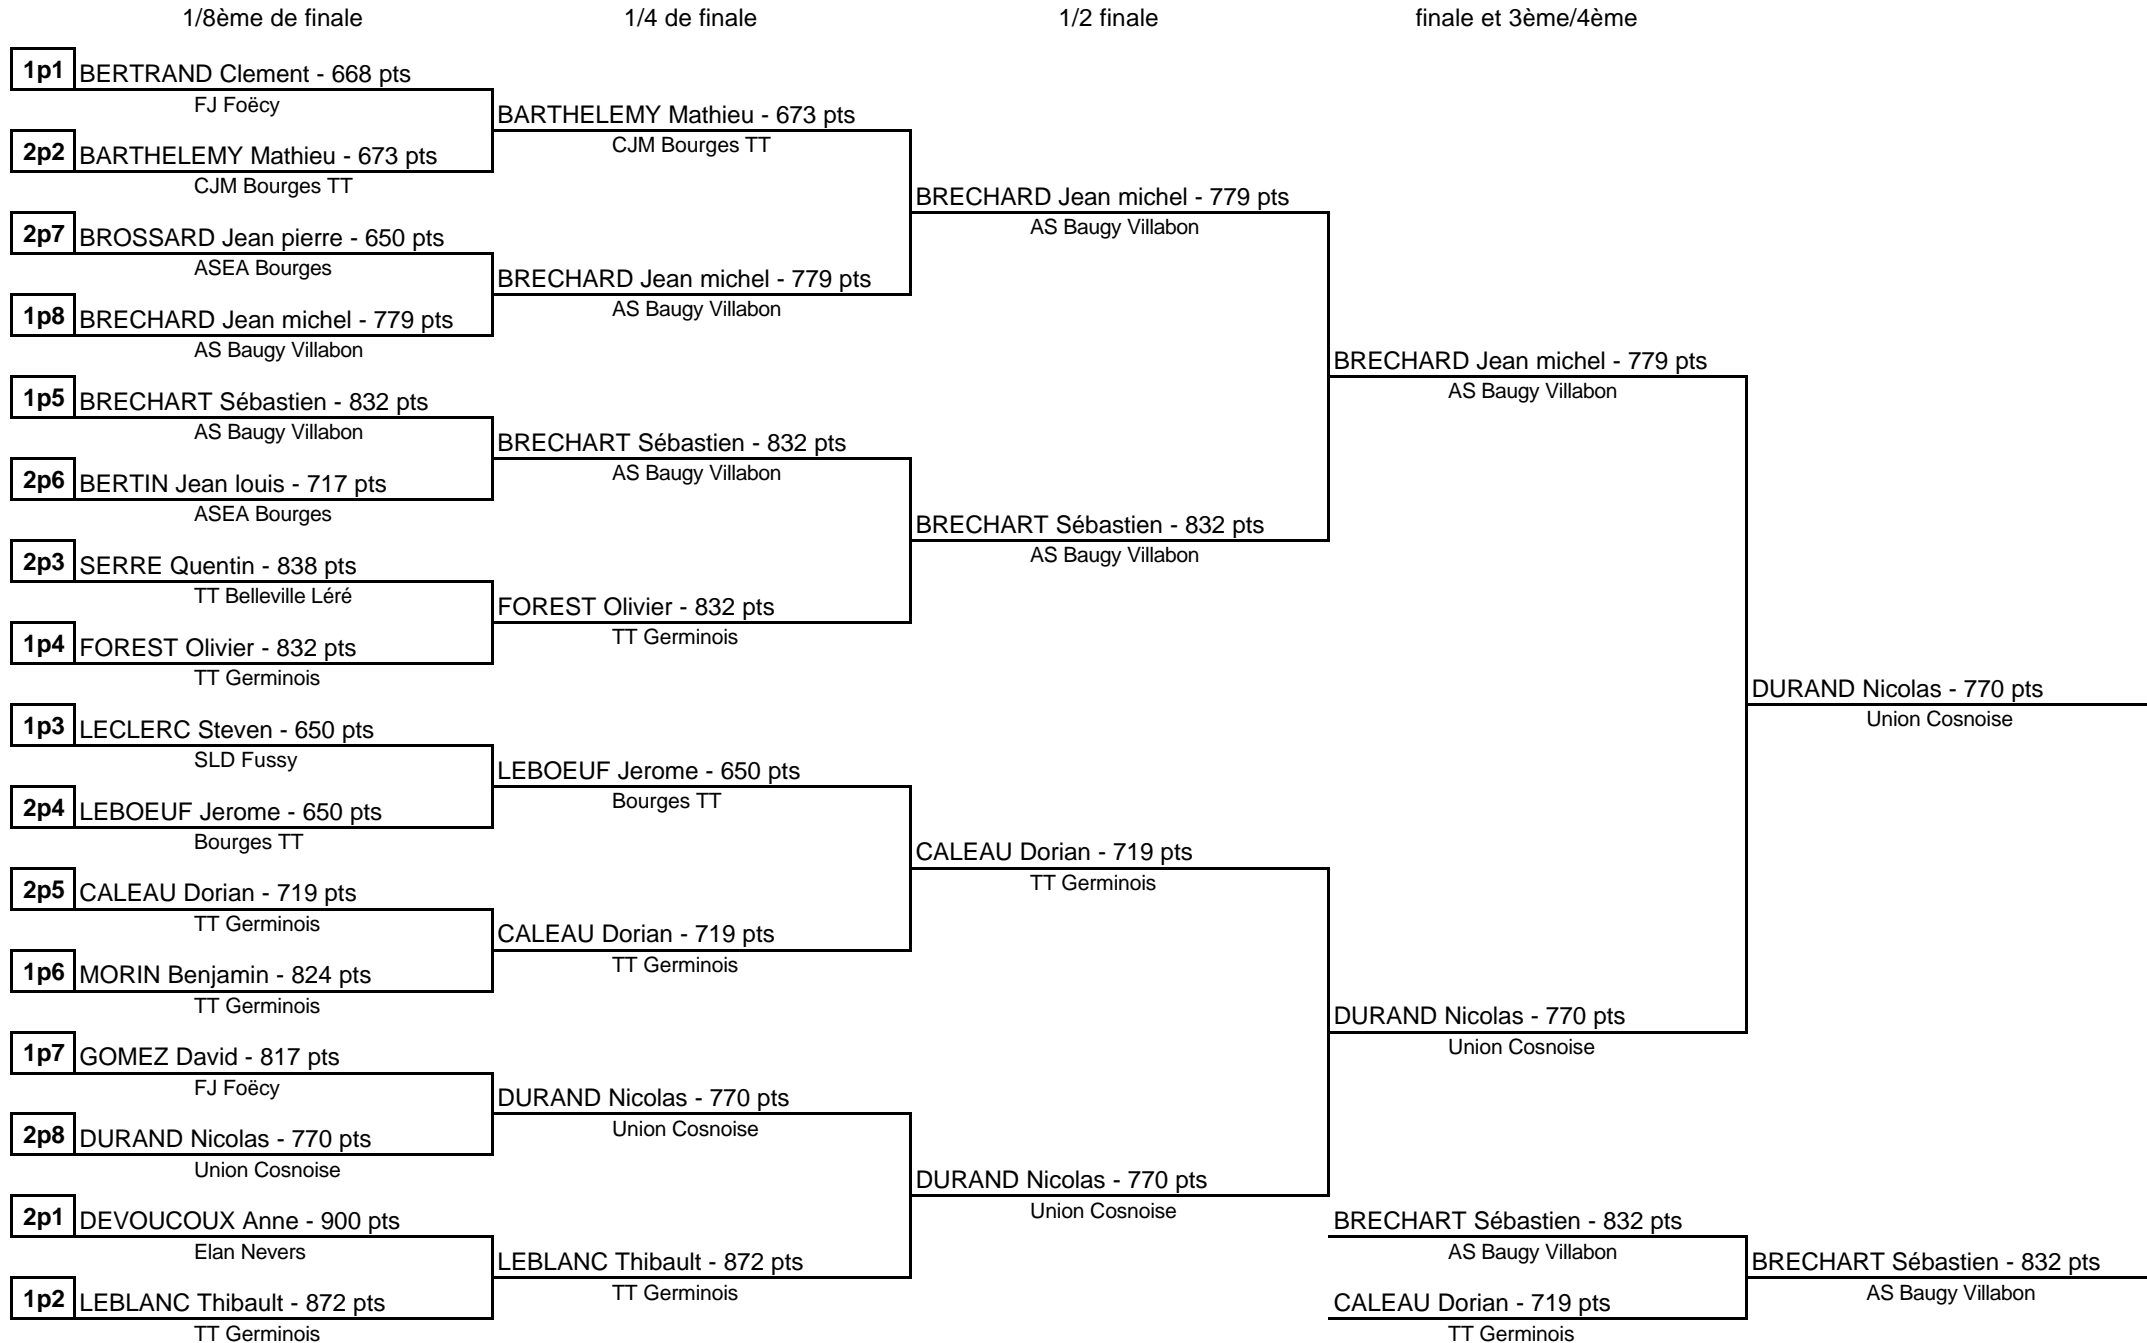 1/8ème de finale
1/4 de finale
1/2 finale
finale et 3ème/4ème
1p1 BERTRAND Clement - 668 pts
FJ Foëcy
2p2 BARTHELEMY Mathieu - 673 pts
CJM Bourges TT
2p7 BROSSARD Jean pierre - 650 pts
ASEA Bourges
1p8 BRECHARD Jean michel - 779 pts
AS Baugy Villabon
1p5 BRECHART Sébastien - 832 pts
AS Baugy Villabon
2p6 BERTIN Jean louis - 717 pts
ASEA Bourges
2p3 SERRE Quentin - 838 pts
TT Belleville Léré
1p4 FOREST Olivier - 832 pts
TT Germinois
1p3 LECLERC Steven - 650 pts
SLD Fussy
2p4 LEBOEUF Jerome - 650 pts
Bourges TT
2p5 CALEAU Dorian - 719 pts
TT Germinois
1p6 MORIN Benjamin - 824 pts
TT Germinois
1p7 GOMEZ David - 817 pts
FJ Foëcy
2p8 DURAND Nicolas - 770 pts
Union Cosnoise
2p1 DEVOUCOUX Anne - 900 pts
Elan Nevers
1p2 LEBLANC Thibault - 872 pts
TT Germinois
BARTHELEMY Mathieu - 673 pts
CJM Bourges TT
BRECHARD Jean michel - 779 pts
AS Baugy Villabon
BRECHART Sébastien - 832 pts
AS Baugy Villabon
FOREST Olivier - 832 pts
TT Germinois
LEBOEUF Jerome - 650 pts
Bourges TT
CALEAU Dorian - 719 pts
TT Germinois
DURAND Nicolas - 770 pts
Union Cosnoise
LEBLANC Thibault - 872 pts
TT Germinois
BRECHARD Jean michel - 779 pts
AS Baugy Villabon
BRECHART Sébastien - 832 pts
AS Baugy Villabon
CALEAU Dorian - 719 pts
TT Germinois
DURAND Nicolas - 770 pts
Union Cosnoise
BRECHARD Jean michel - 779 pts
AS Baugy Villabon
DURAND Nicolas - 770 pts
Union Cosnoise
BRECHART Sébastien - 832 pts
AS Baugy Villabon
CALEAU Dorian - 719 pts
TT Germinois
DURAND Nicolas - 770 pts
Union Cosnoise
BRECHART Sébastien - 832 pts
AS Baugy Villabon